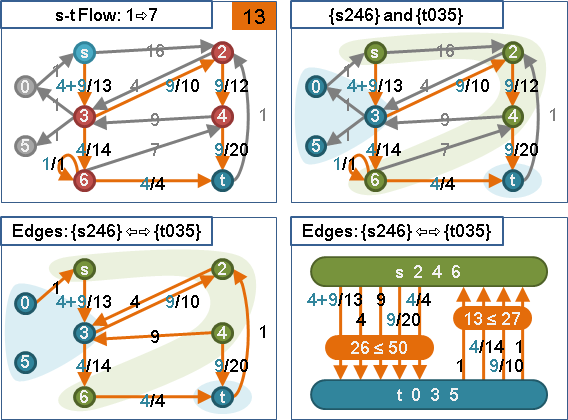 s-t Flow: 1⇨7
13
s 16 2
1
0 4+9/13 4 9/10 9/12
1
3 9 4 1
5 1
4/14
1/1 7 9/20
6 4/4 t
{s246} and {t035}
s 16 2
1
0 4+9/13 4 9/10 9/12
1
3 9 4 1
5 1
4/14
1/1 7 9/20
6 4/4 t
Edges: {s246} ⇦⇨ {t035}
s 2
1
0 4+9/13 4 9/10
3 9 4 1
5 4/14 9/20
6 4/4 t
Edges: {s246} ⇦⇨ {t035}
s 2 4 6
4+9/13 9 4/4
4 9/20
13 ≤ 27
26 ≤ 50
4/14 1
1 9/10
t 0 3 5